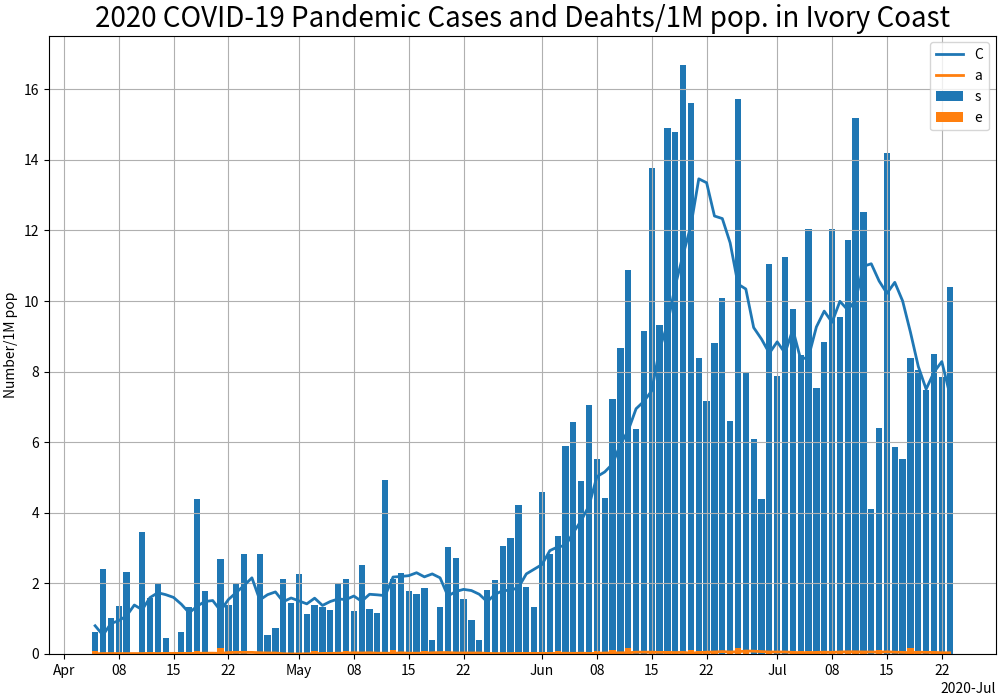 2020 COVID-19 Pandemic Cases and Deahts/1M pop. in Ivory Coast
C
a
s
e
Number/1M pop
16
14
12
10
8
6
4
2
0
Apr 08 15 22 May 08 15 22 Jun 08 15 22 Jul 08 15 22
2020-Jul